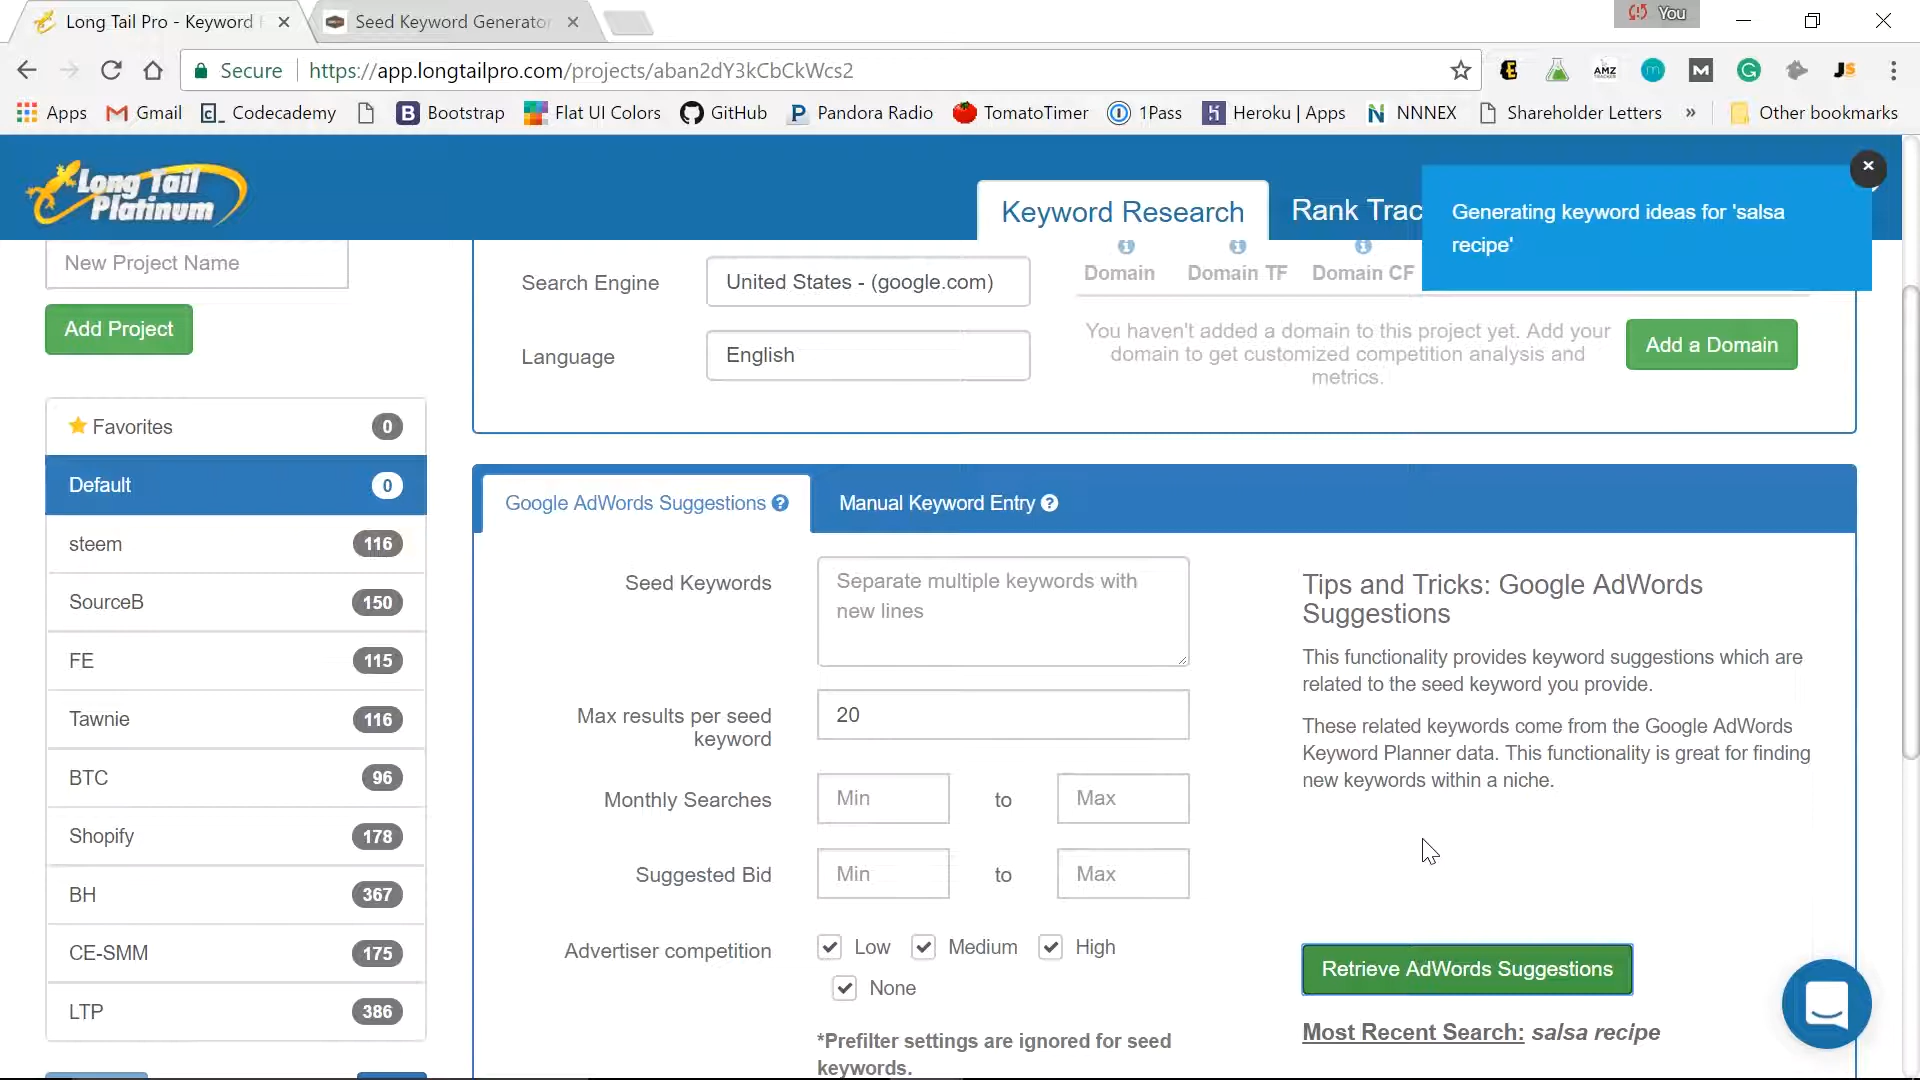 Long Tail Pro - Keyword
Seed Keyword Generator
You
Secure
https://app.longtailpro.com/projects/aban2dY3kCbCkWcs2
AMZ
TRACKER
m
M
JS
Apps
Gmail
Codecademy
Bootstrap
Flat UI Colors
GitHub
Pandora Radio
TomatoTimer
1Pass
Heroku | Apps
NNNEX
Shareholder Letters
»
Other bookmarks
Long Tail
Platinum
Keyword Research
Rank Trac
Generating keyword ideas for 'salsa
recipe'
New Project Name
Add Project
Search Engine
United States - (google.com)
Language
English
Domain
Domain TF
Domain CF
You haven't added a domain to this project yet. Add your
domain to get customized competition analysis and
metrics.
Add a Domain
Favorites 0
Default 0
steem 116
SourceB 150
FE 115
Tawnie 116
BTC 96
Shopify 178
BH 367
CE-SMM 175
LTP 386
Google AdWords Suggestions ?
Manual Keyword Entry ?
Seed Keywords
Separate multiple keywords with
new lines
Max results per seed
keyword
20
Monthly Searches
Min to Max
Suggested Bid
Min to Max
Advertiser competition
Low Medium High
None
*Prefilter settings are ignored for seed
keywords.
Tips and Tricks: Google AdWords
Suggestions
This functionality provides keyword suggestions which are
related to the seed keyword you provide.
These related keywords come from the Google AdWords
Keyword Planner data. This functionality is great for finding
new keywords within a niche.
Retrieve AdWords Suggestions
Most Recent Search: salsa recipe